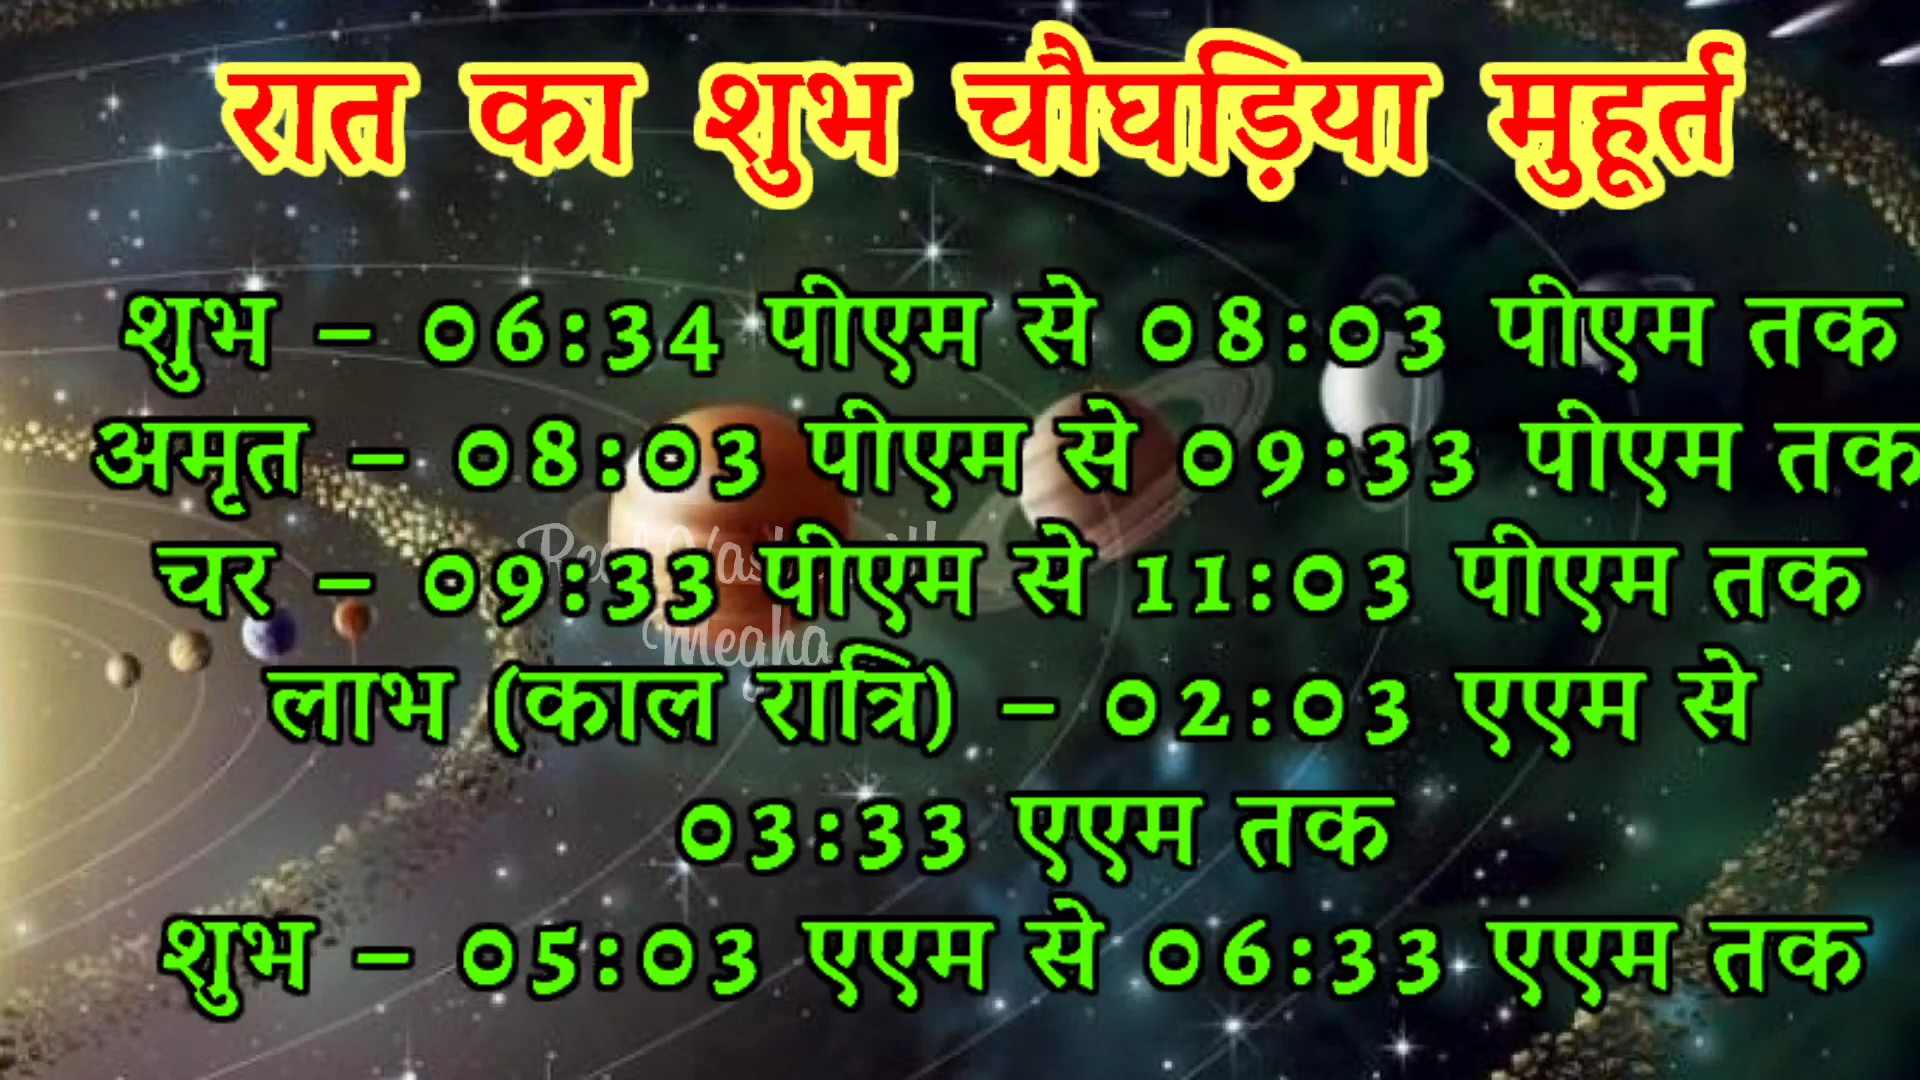 रात का शुभ चौघड़िया मुहूर्त
शुभ – 06:34 पीएम से 08:03 पीएम तक
अमृत – 08:03 पीएम से 09:33 पीएम तक
चर – 09:33 पीएम से 11:03 पीएम तक
Megha
लाभ (काल रात्रि) – 02:03 एएम से
03:33 एएम तक
शुभ – 05:03 एएम से 06:33 एएम तक